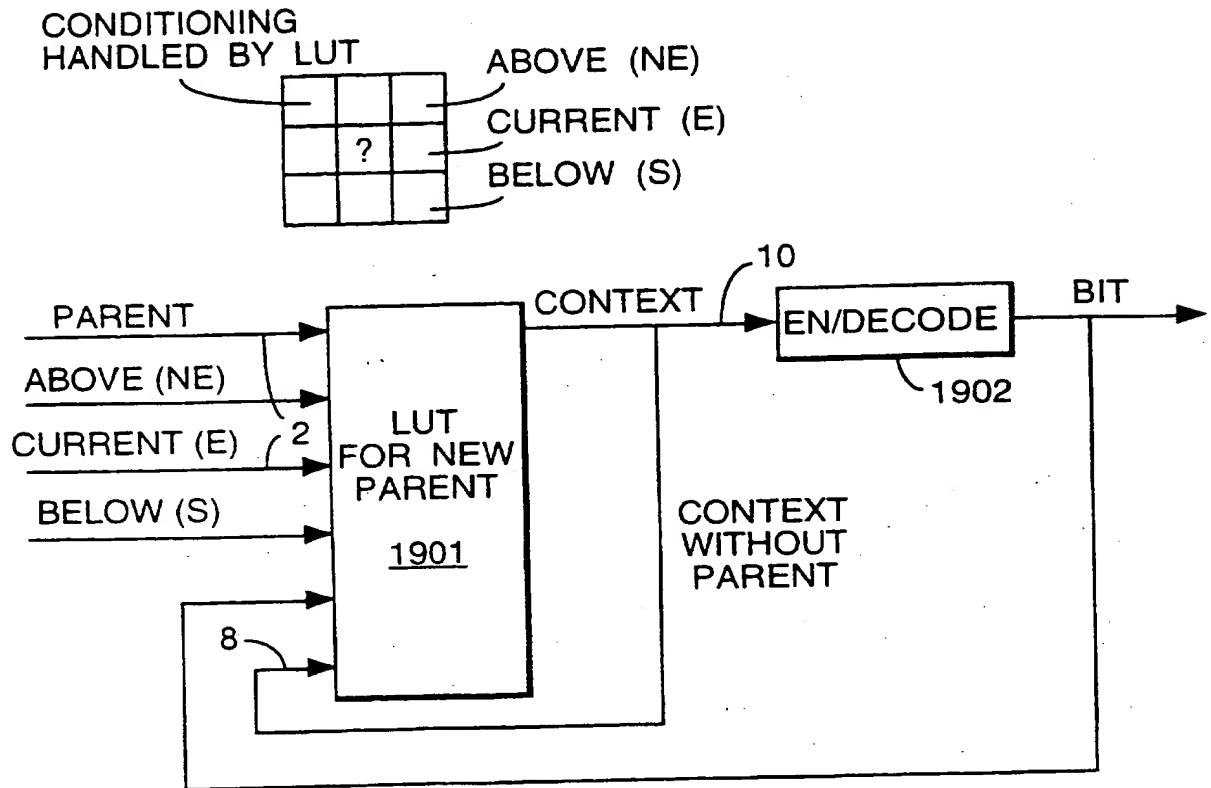 CONDITIONING
HANDLED BY LUT
ABOVE (NE)
CURRENT (E)
?
BELOW (S)
10
PARENT
CONTEXT
BIT
EN/DECODE
ABOVE (NE)
1902
2
CURRENT (E)
LUT
FOR NEW
PARENT
1901
BELOW (S)
CONTEXT
WITHOUT
PARENT
8